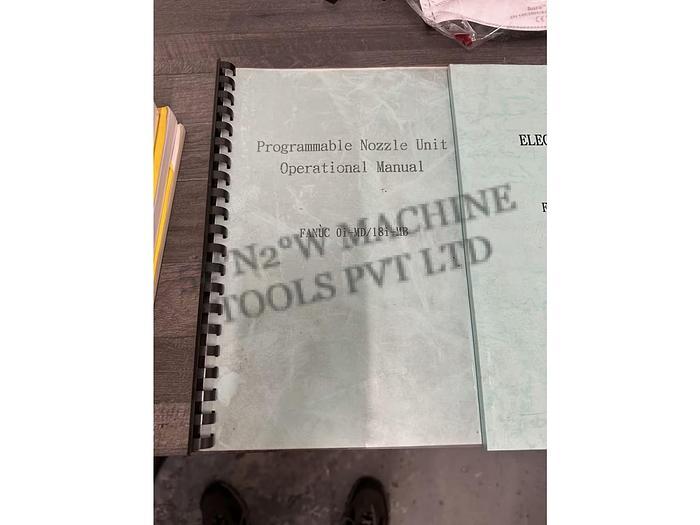 Programmable Nozzle Unit
Operational Manual
FANUC 0i-MD/18i-MB
N2°W MACHINE
TOOLS PVT LTD
ELEC
F